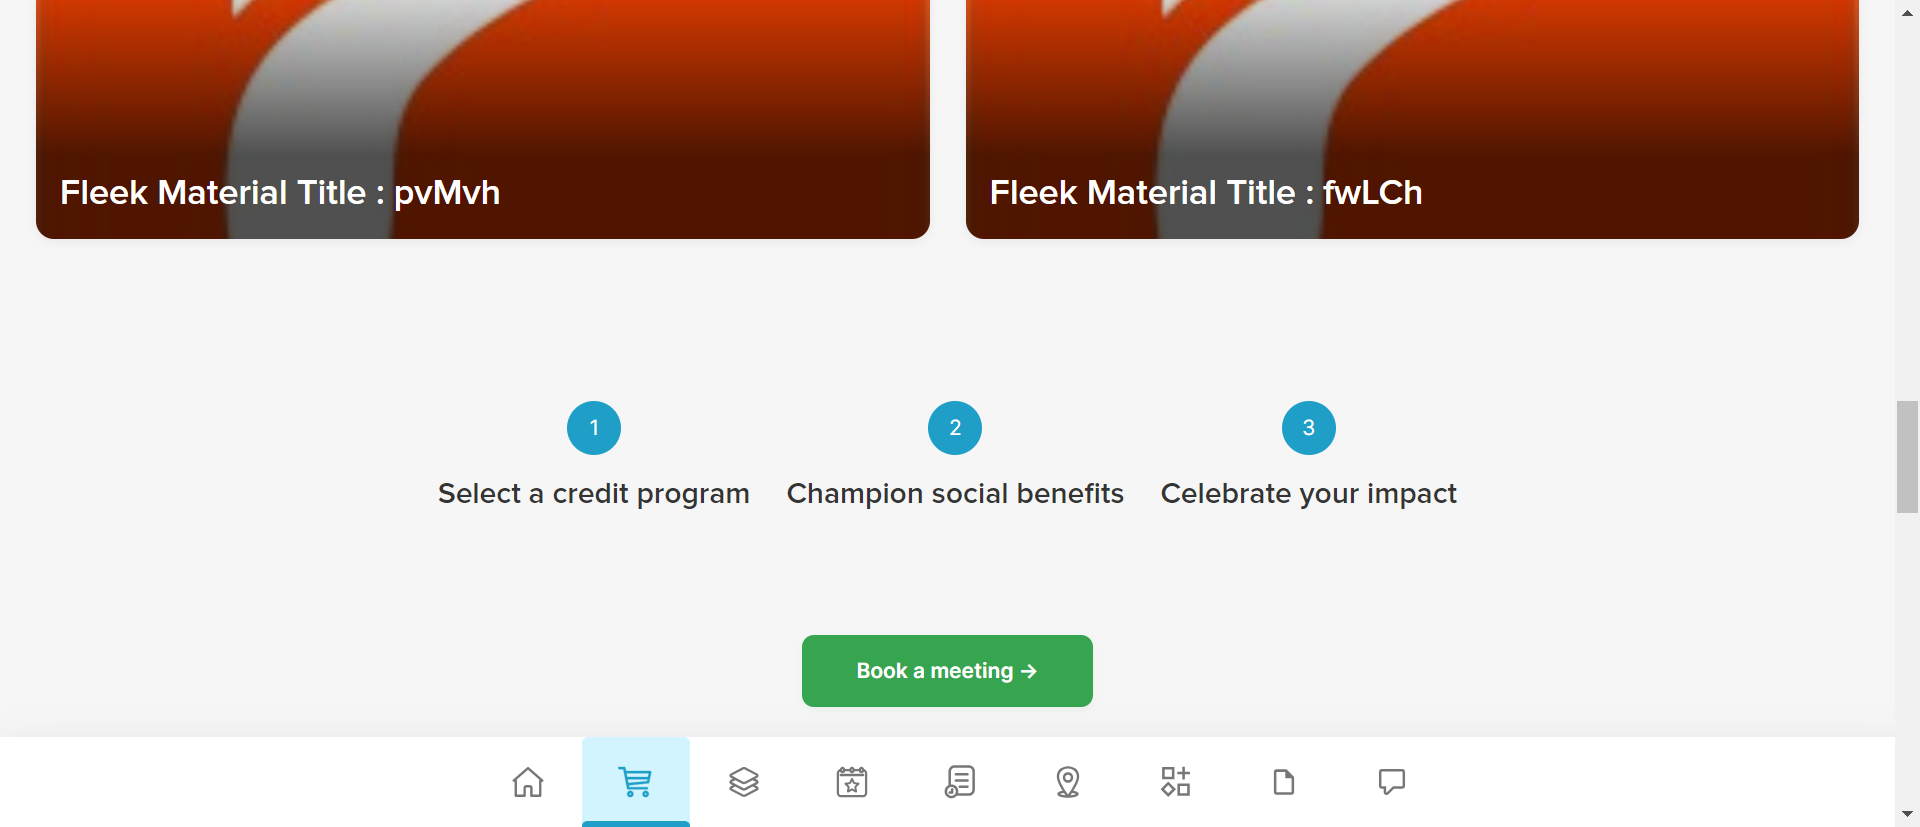 Fleek Material Title : pvMvh
Fleek Material Title : fwLCh
1
Select a credit program
2
Champion social benefits
3
Celebrate your impact
Book a meeting →